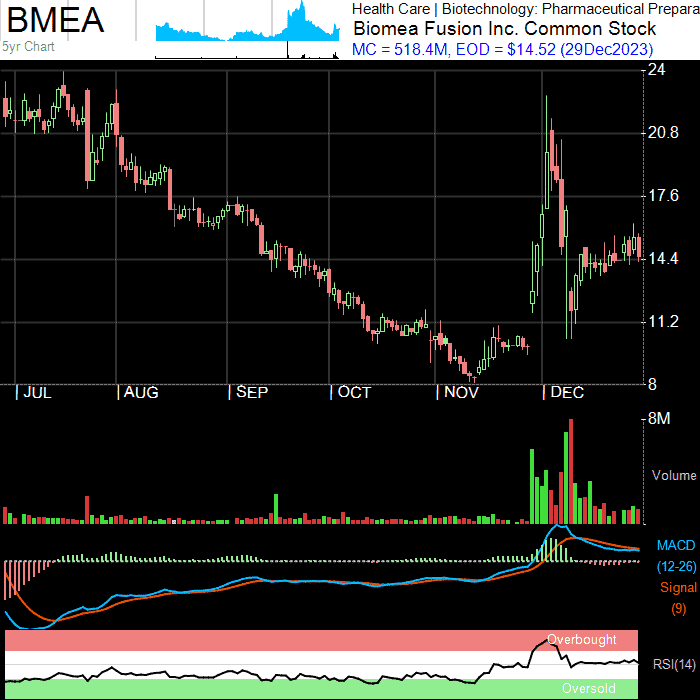 BMEA
5yr Chart
Health Care | Biotechnology: Pharmaceutical Prepara
Biomea Fusion Inc. Common Stock
MC = 518.4M, EOD = $14.52 (29Dec2023)
24
20.8
17.6
14.4
11.2
8
| JUL | AUG | SEP | OCT | NOV | DEC
8M
Volume
MACD
(12-26)
Signal
(9)
Overbought
RSI(14)
Oversold